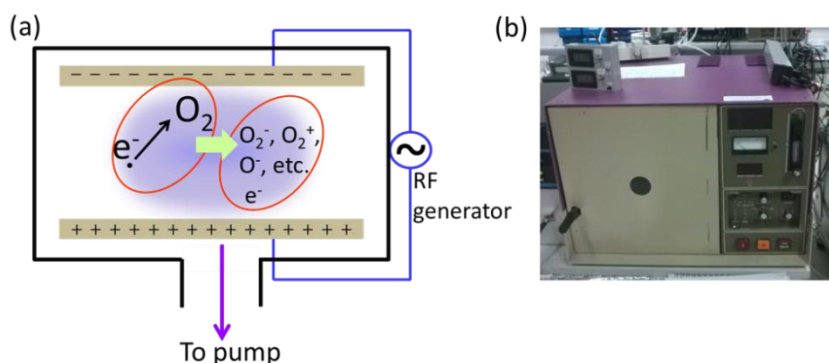 (a)
− − − − − − − − − − − − − −
e⁻
O₂
O₂⁻, O₂⁺,
O⁻, etc.
e⁻
+ + + + + + + + + + + + + +
~
RF
generator
To pump
(b)